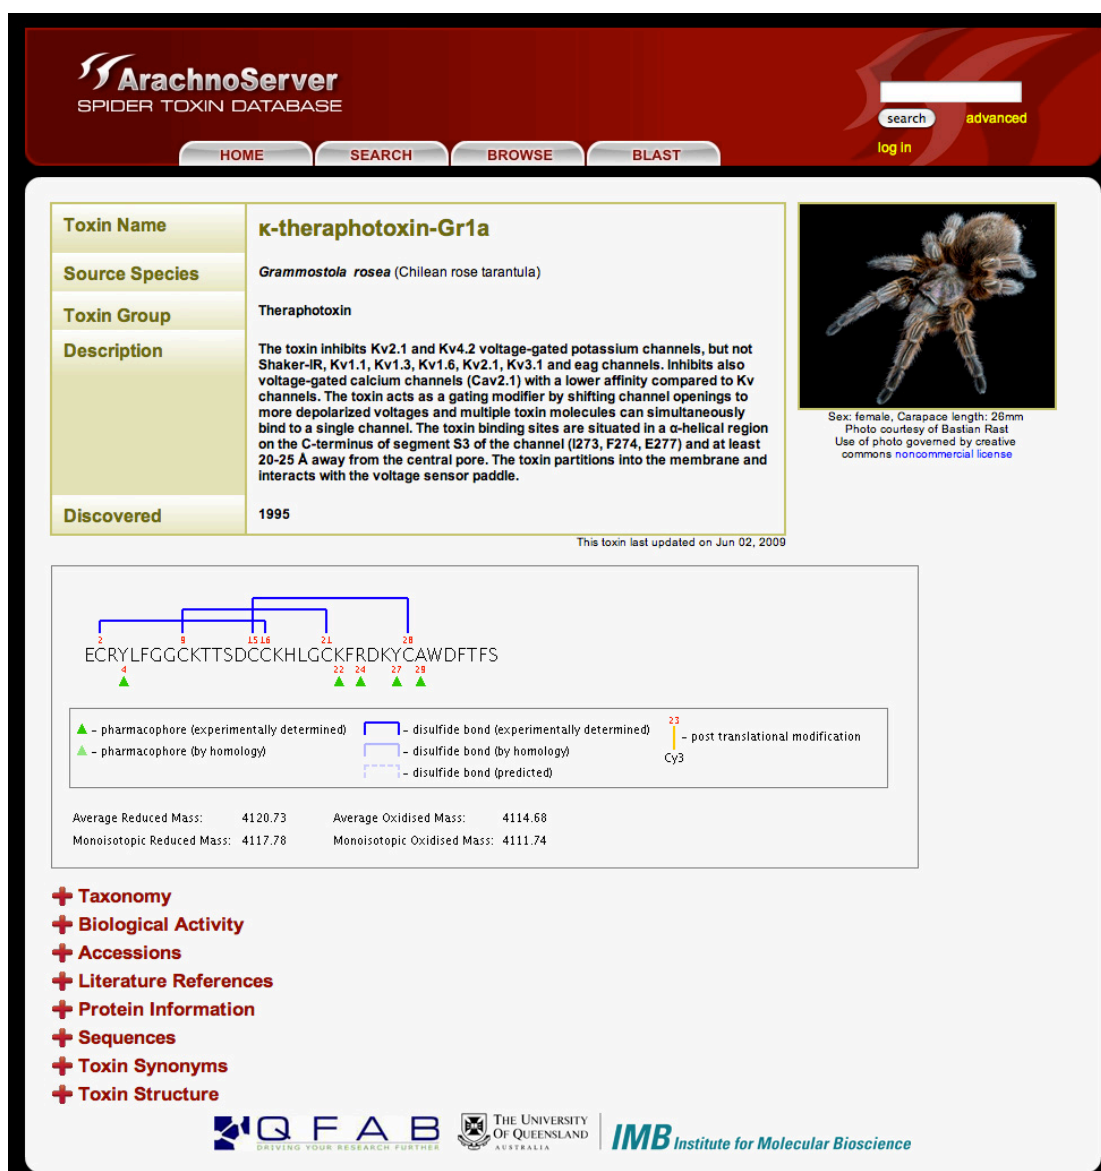 ArachnoServer
SPIDER TOXIN DATABASE
search
advanced
log in
HOME
SEARCH
BROWSE
BLAST
Toxin Name
κ-theraphotoxin-Gr1a
Source Species
Grammostola rosea (Chilean rose tarantula)
Toxin Group
Theraphotoxin
Description
The toxin inhibits Kv2.1 and Kv4.2 voltage-gated potassium channels, but not
Shaker-IR, Kv1.1, Kv1.3, Kv1.6, Kv2.1, Kv3.1 and eag channels. Inhibits also
voltage-gated calcium channels (Cav2.1) with a lower affinity compared to Kv
channels. The toxin acts as a gating modifier by shifting channel openings to
more depolarized voltages and multiple toxin molecules can simultaneously
bind to a single channel. The toxin binding sites are situated in a α-helical region
on the C-terminus of segment S3 of the channel (I273, F274, E277) and at least
20-25 Å away from the central pore. The toxin partitions into the membrane and
interacts with the voltage sensor paddle.
Discovered
1995
Sex: female, Carapace length: 26mm
Photo courtesy of Bastian Rast
Use of photo governed by creative
commons noncommercial license
This toxin last updated on Jun 02, 2009
2 9 15 16 21 28
ECRYLFGGCKTTSDCCKHLGCKFRDKYCAWDFTFS
4 22 24 27 29
– pharmacophore (experimentally determined)
– pharmacophore (by homology)
– disulfide bond (experimentally determined)
– disulfide bond (by homology)
– disulfide bond (predicted)
23
– post translational modification
Cy3
Average Reduced Mass: 4120.73 Average Oxidised Mass: 4114.68
Monoisotopic Reduced Mass: 4117.78 Monoisotopic Oxidised Mass: 4111.74
Taxonomy
Biological Activity
Accessions
Literature References
Protein Information
Sequences
Toxin Synonyms
Toxin Structure
QFAB
DRIVING YOUR RESEARCH FURTHER
THE UNIVERSITY
OF QUEENSLAND
AUSTRALIA
IMB Institute for Molecular Bioscience